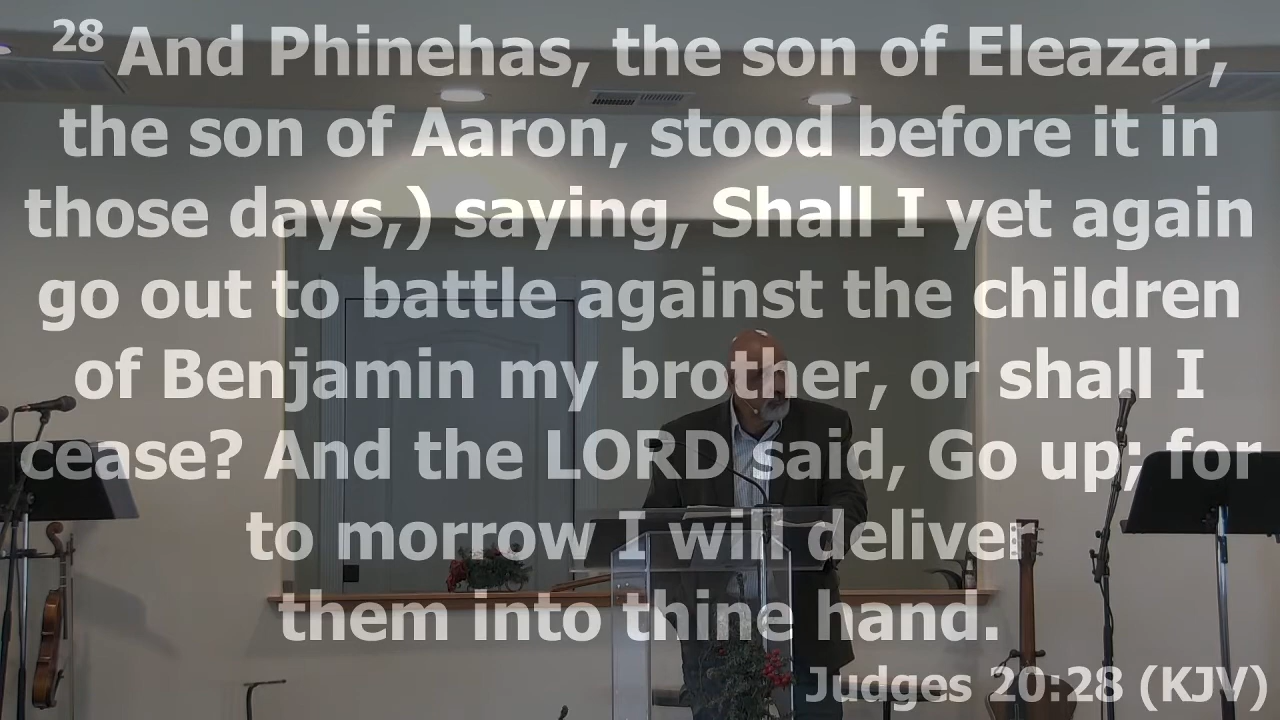 28 And Phinehas, the son of Eleazar,
the son of Aaron, stood before it in
those days,) saying, Shall I yet again
go out to battle against the children
of Benjamin my brother, or shall I
cease? And the LORD said, Go up; for
to morrow I will deliver
them into thine hand.
Judges 20:28 (KJV)